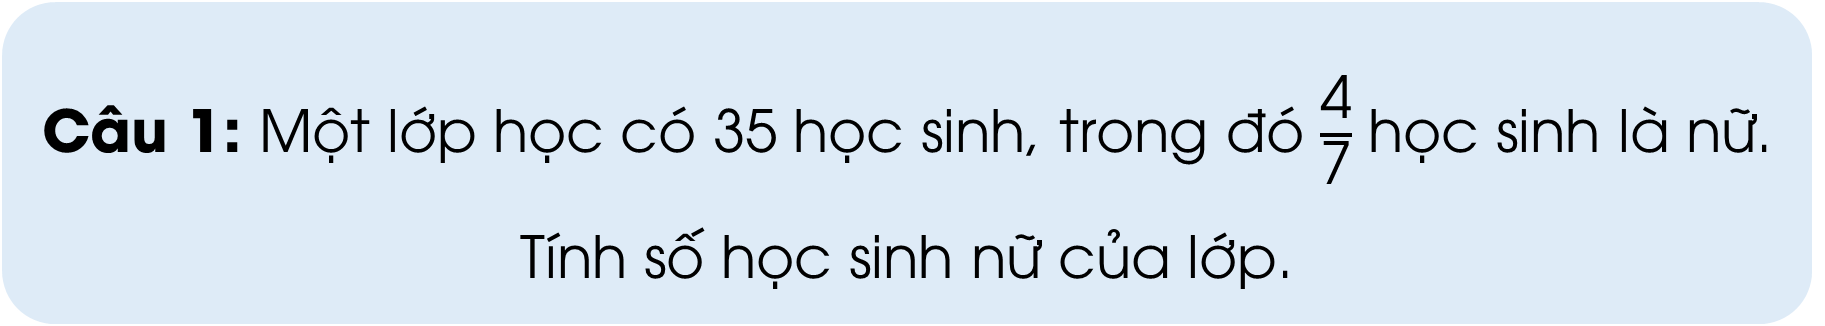 Câu 1: Một lớp học có 35 học sinh, trong đó 4/7 học sinh là nữ.
Tính số học sinh nữ của lớp.